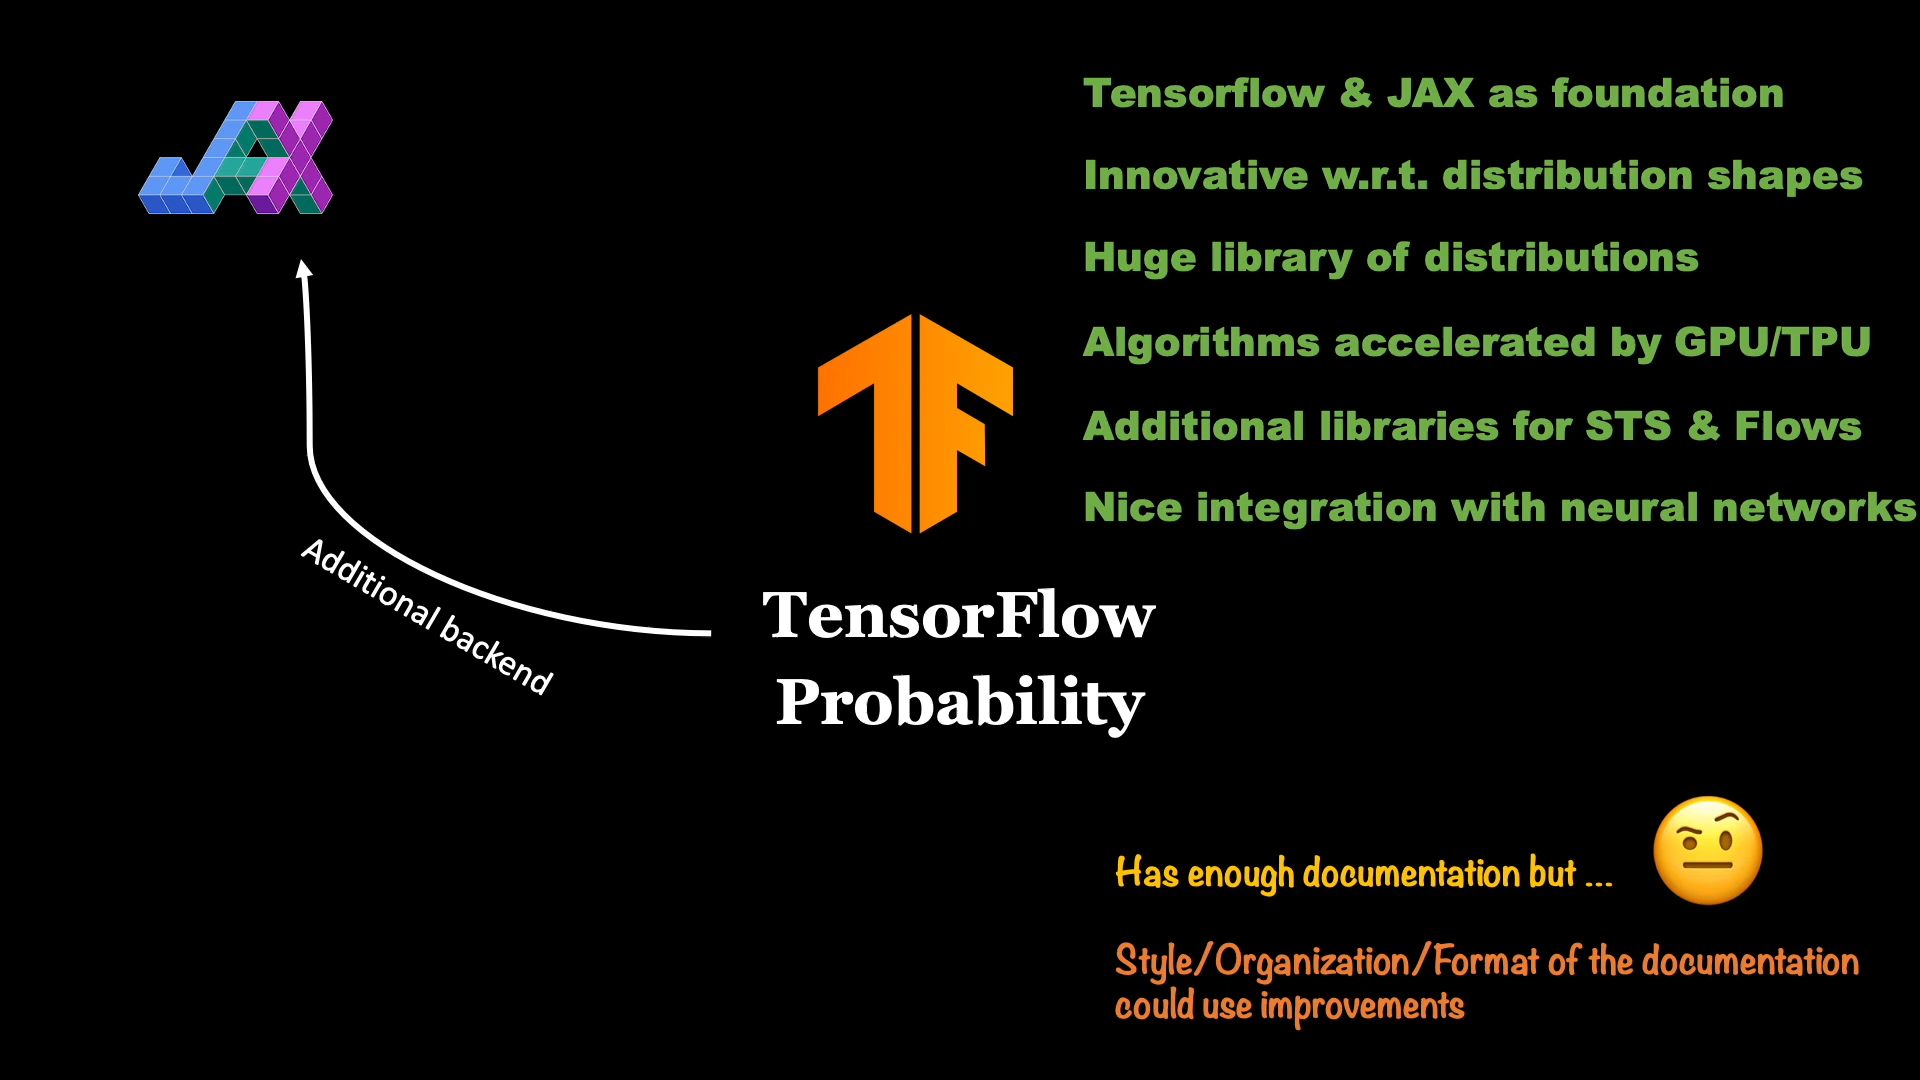 JAX
Tensorflow & JAX as foundation
Innovative w.r.t. distribution shapes
Huge library of distributions
Algorithms accelerated by GPU/TPU
Additional libraries for STS & Flows
Nice integration with neural networks
Additional backend
TensorFlow
Probability
Has enough documentation but ...
Style/Organization/Format of the documentation
could use improvements